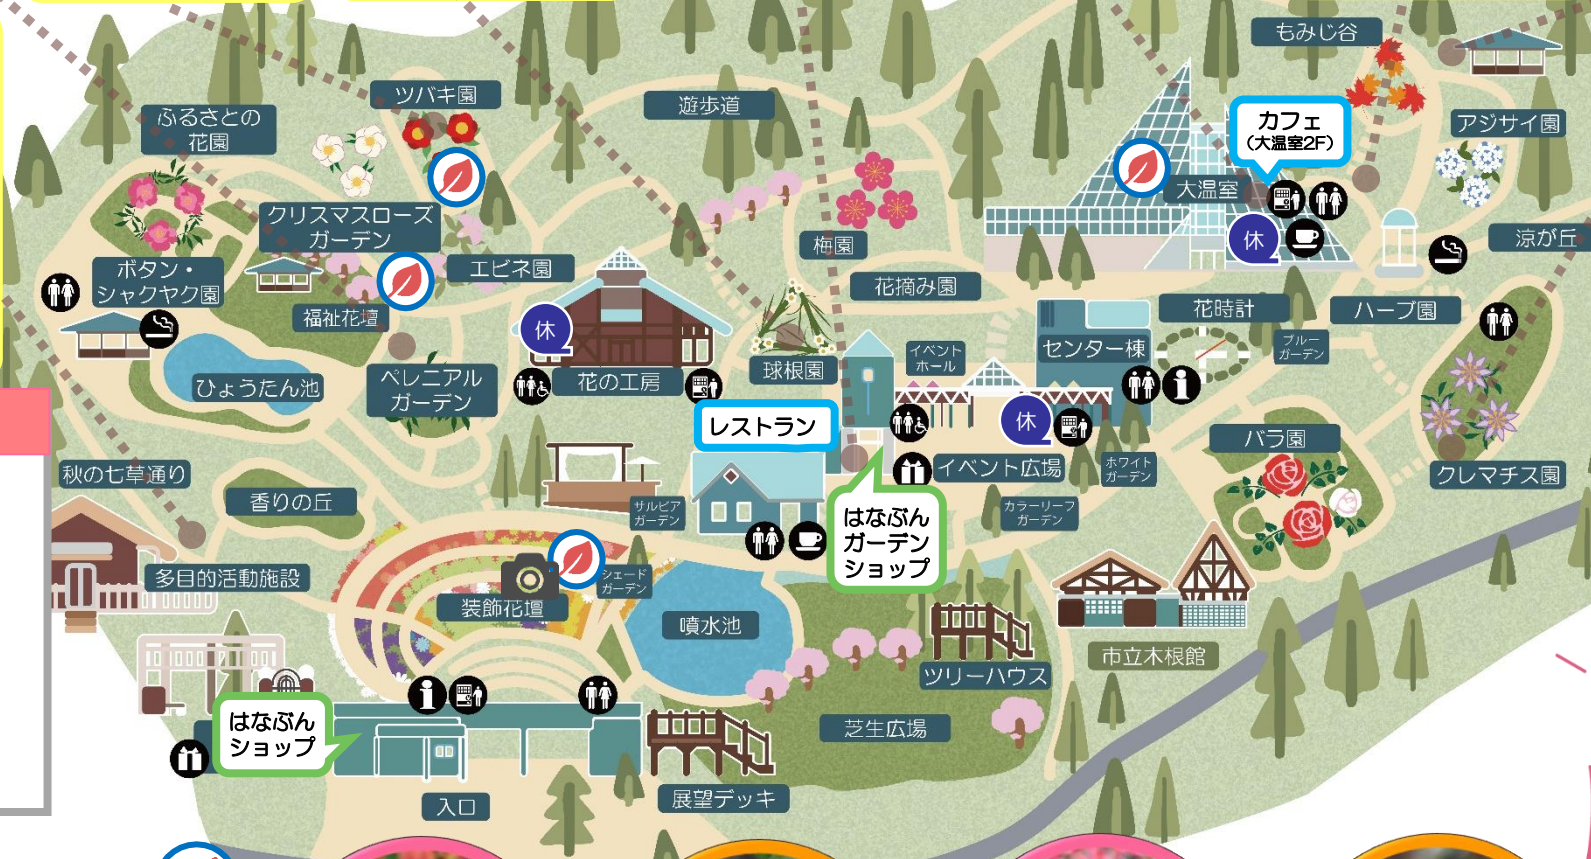 もみじ谷
ツバキ園
遊歩道
ふるさとの
花園
カフェ
(大温室2F)
アジサイ園
大温室
クリスマスローズ
ガーデン
梅園
休
涼が丘
ボタン・
シャクヤク園
エビネ園
花摘み園
福祉花壇
花時計
ハーブ園
休
イベント
ホール
センター棟
ブルー
ガーデン
ひょうたん池
ペレニアル
ガーデン
花の工房
球根園
レストラン
休
バラ園
秋の七草通り
イベント広場
ホワイト
ガーデン
クレマチス園
香りの丘
サルビア
ガーデン
はなぶん
ガーデン
ショップ
カラーリーフ
ガーデン
多目的活動施設
シェード
ガーデン
装飾花壇
噴水池
市立木根館
ツリーハウス
はなぶん
ショップ
芝生広場
入口
展望デッキ